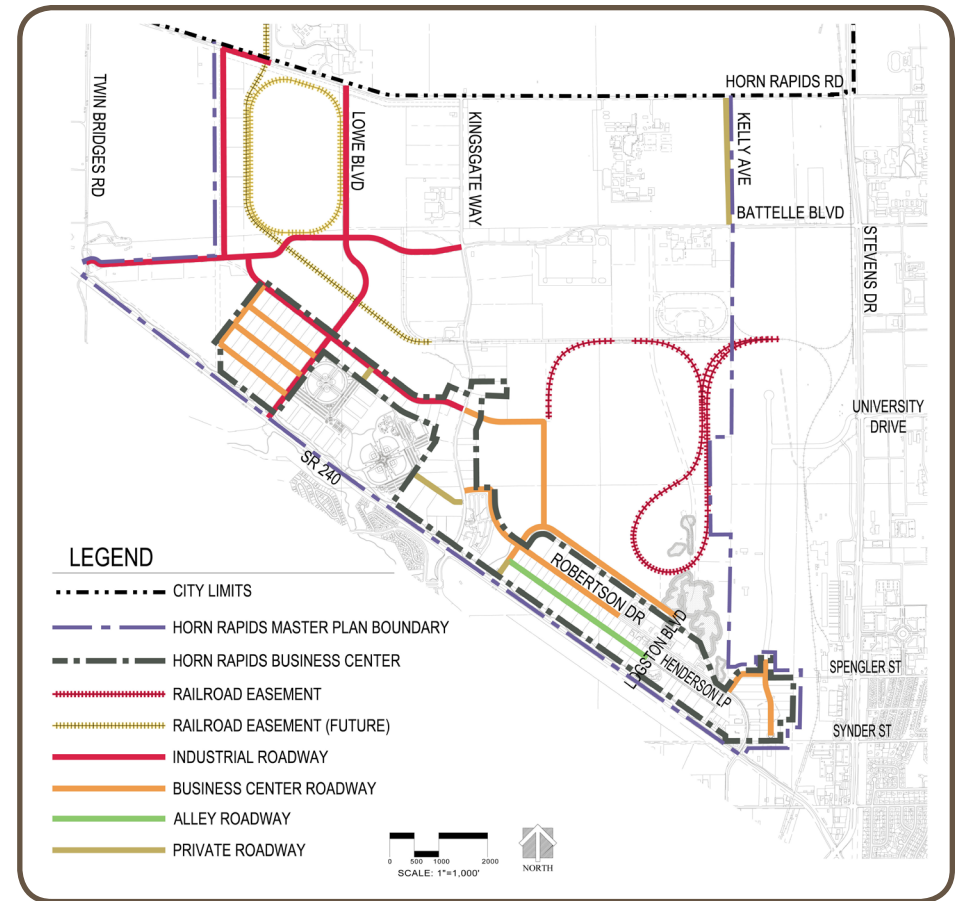 HORN RAPIDS RD
TWIN BRIDGES RD
LOWE BLVD
KINGSGATE WAY
KELLY AVE
BATTELLE BLVD
STEVENS DR
UNIVERSITY
DRIVE
SR 240
ROBERTSON DR
LOGSTON BLVD
HENDERSON LP
SPENGLER ST
SYNDER ST
LEGEND
CITY LIMITS
HORN RAPIDS MASTER PLAN BOUNDARY
HORN RAPIDS BUSINESS CENTER
RAILROAD EASEMENT
RAILROAD EASEMENT (FUTURE)
INDUSTRIAL ROADWAY
BUSINESS CENTER ROADWAY
ALLEY ROADWAY
PRIVATE ROADWAY
0 500 1000 2000
SCALE: 1"=1,000'
NORTH